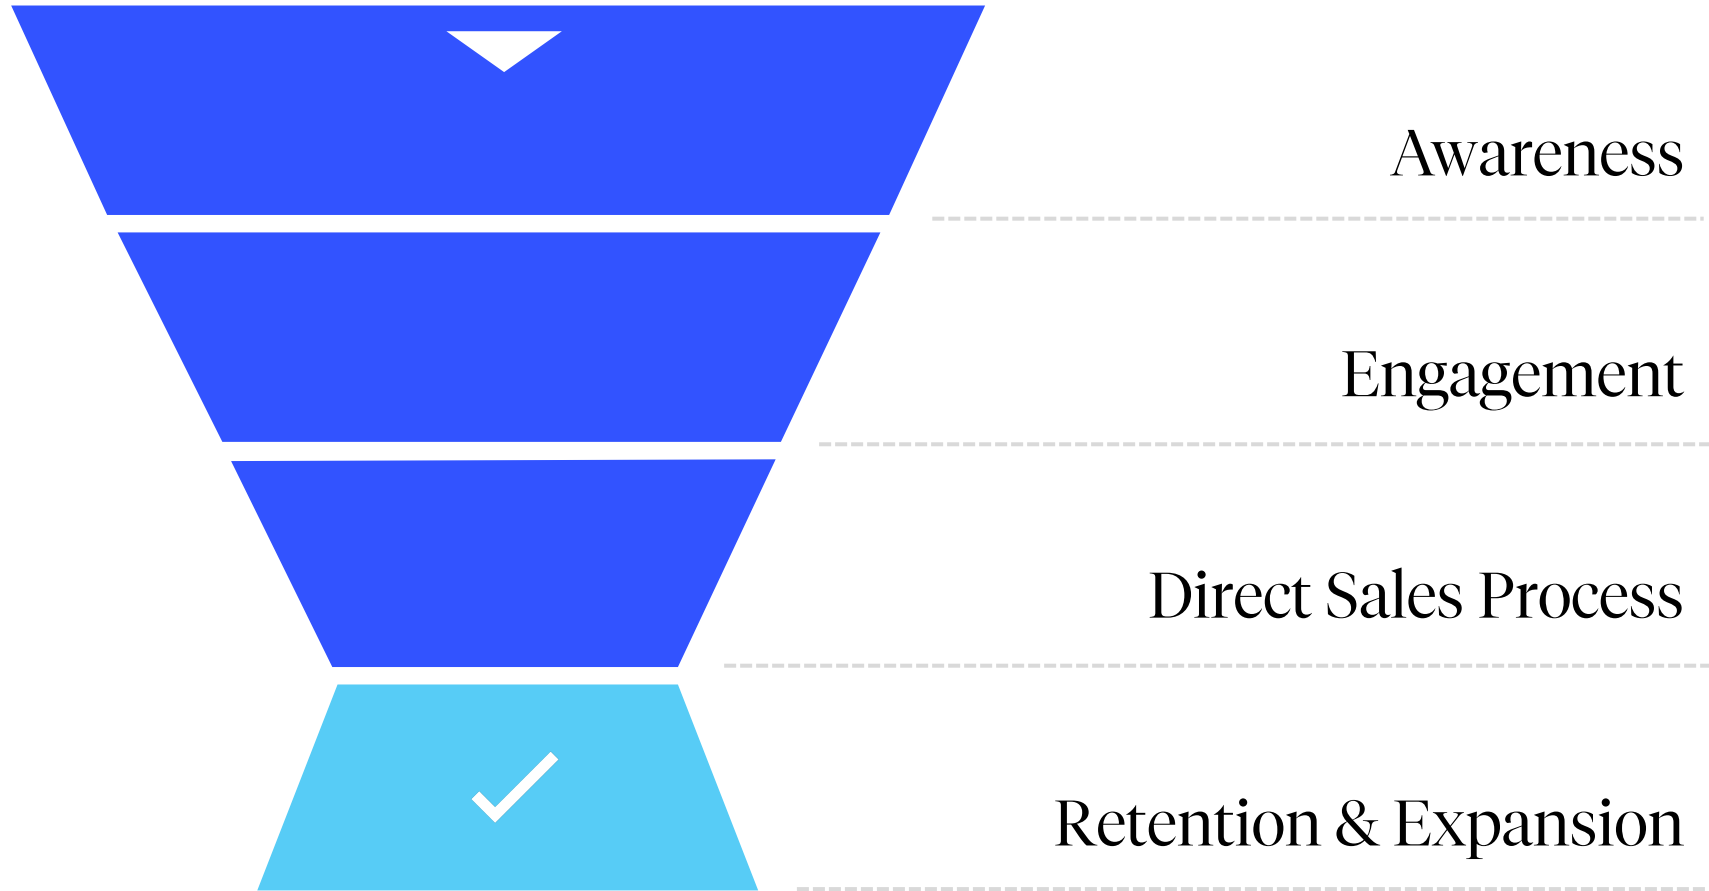 Awareness
Engagement
Direct Sales Process
Retention & Expansion